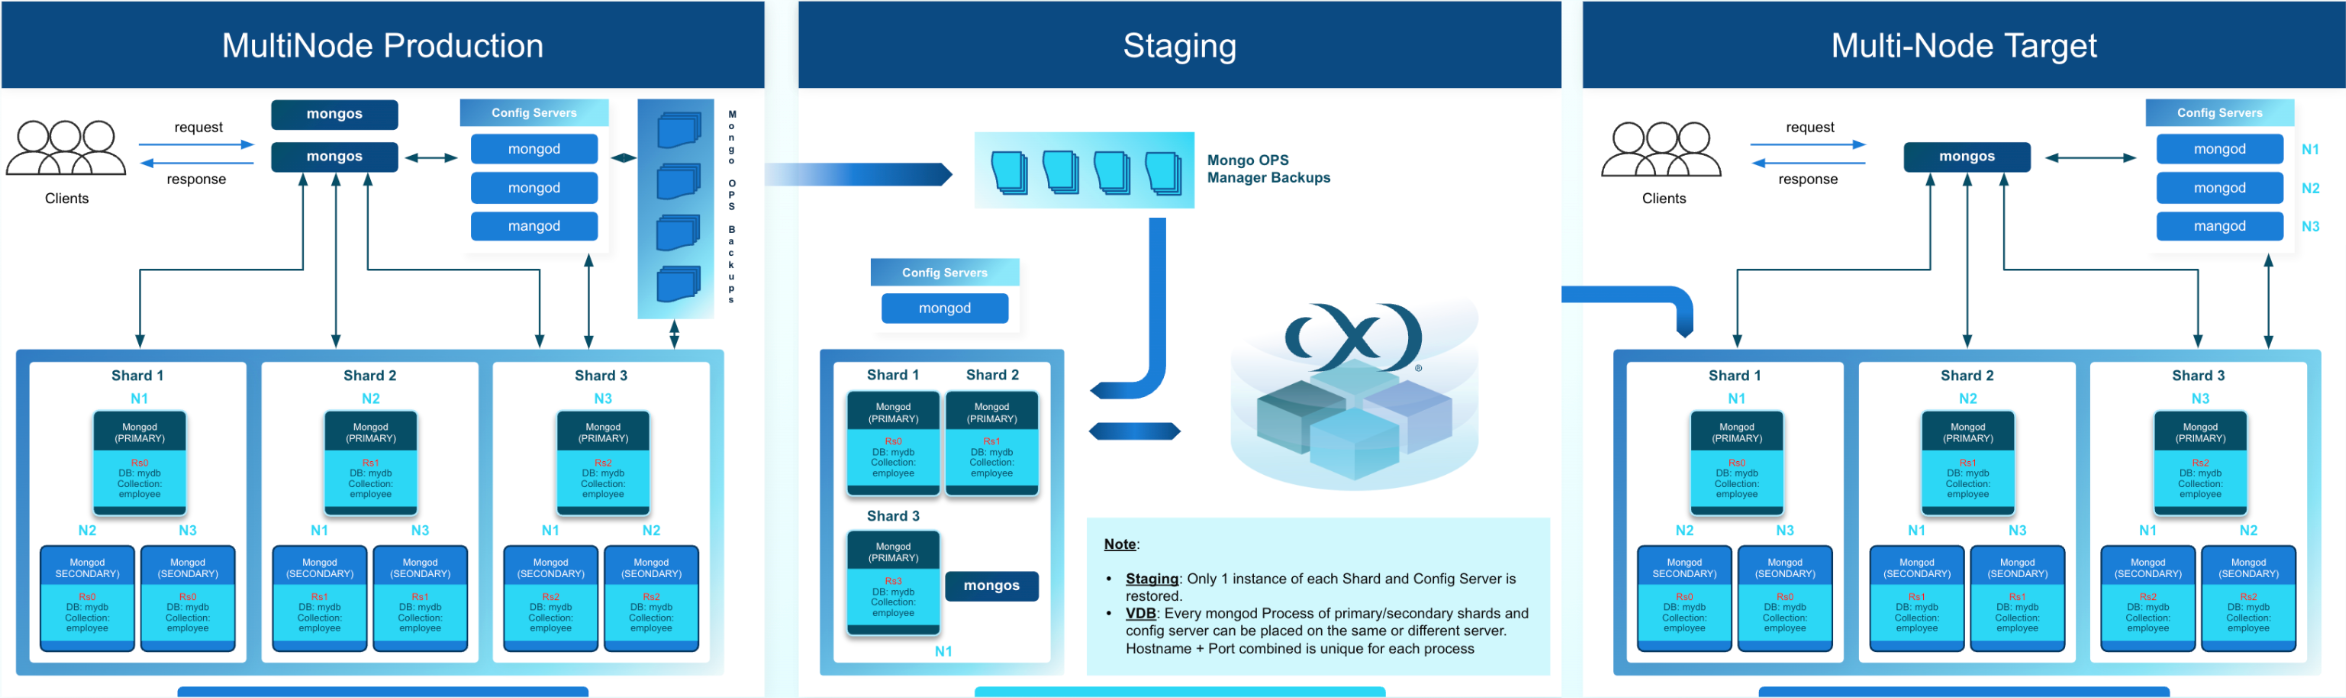 MultiNode Production
mongos
mongos
request
response
Clients
Config Servers
mongod
mongod
mangod
Mongo OPS Backups
Shard 1
N1
Mongod
(PRIMARY)
Rs0
DB: mydb
Collection:
employee
N2
N3
Mongod
SECONDARY)
Rs0
DB: mydb
Collection:
employee
Mongod
(SEONDARY)
Rs0
DB: mydb
Collection:
employee
Shard 2
N2
Mongod
(PRIMARY)
Rs1
DB: mydb
Collection:
employee
N1
N3
Mongod
(SECONDARY)
Rs1
DB: mydb
Collection:
employee
Mongod
(SEONDARY)
Rs1
DB: mydb
Collection:
employee
Shard 3
N3
Mongod
(PRIMARY)
Rs2
DB: mydb
Collection:
employee
N1
N2
Mongod
(SECONDARY)
Rs2
DB: mydb
Collection:
employee
Mongod
(SEONDARY)
Rs2
DB: mydb
Collection:
employee
Staging
Mongo OPS
Manager Backups
Config Servers
mongod
Shard 1
Mongod
(PRIMARY)
Rs0
DB: mydb
Collection:
employee
Shard 2
Mongod
(PRIMARY)
Rs1
DB: mydb
Collection:
employee
Shard 3
Mongod
(PRIMARY)
Rs3
DB: mydb
Collection:
employee
mongos
N1
®
Note:
• Staging: Only 1 instance of each Shard and Config Server is
restored.
• VDB: Every mongod Process of primary/secondary shards and
config server can be placed on the same or different server.
Hostname + Port combined is unique for each process
Multi-Node Target
request
response
Clients
mongos
Config Servers
mongod N1
mongod N2
mangod N3
Shard 1
N1
Mongod
(PRIMARY)
Rs0
DB: mydb
Collection:
employee
N2
N3
Mongod
SECONDARY)
Rs0
DB: mydb
Collection:
employee
Mongod
(SEONDARY)
Rs0
DB: mydb
Collection:
employee
Shard 2
N2
Mongod
(PRIMARY)
Rs1
DB: mydb
Collection:
employee
N1
N3
Mongod
(SECONDARY)
Rs1
DB: mydb
Collection:
employee
Mongod
(SEONDARY)
Rs1
DB: mydb
Collection:
employee
Shard 3
N3
Mongod
(PRIMARY)
Rs2
DB: mydb
Collection:
employee
N1
N2
Mongod
(SECONDARY)
Rs2
DB: mydb
Collection:
employee
Mongod
(SEONDARY)
Rs2
DB: mydb
Collection:
employee